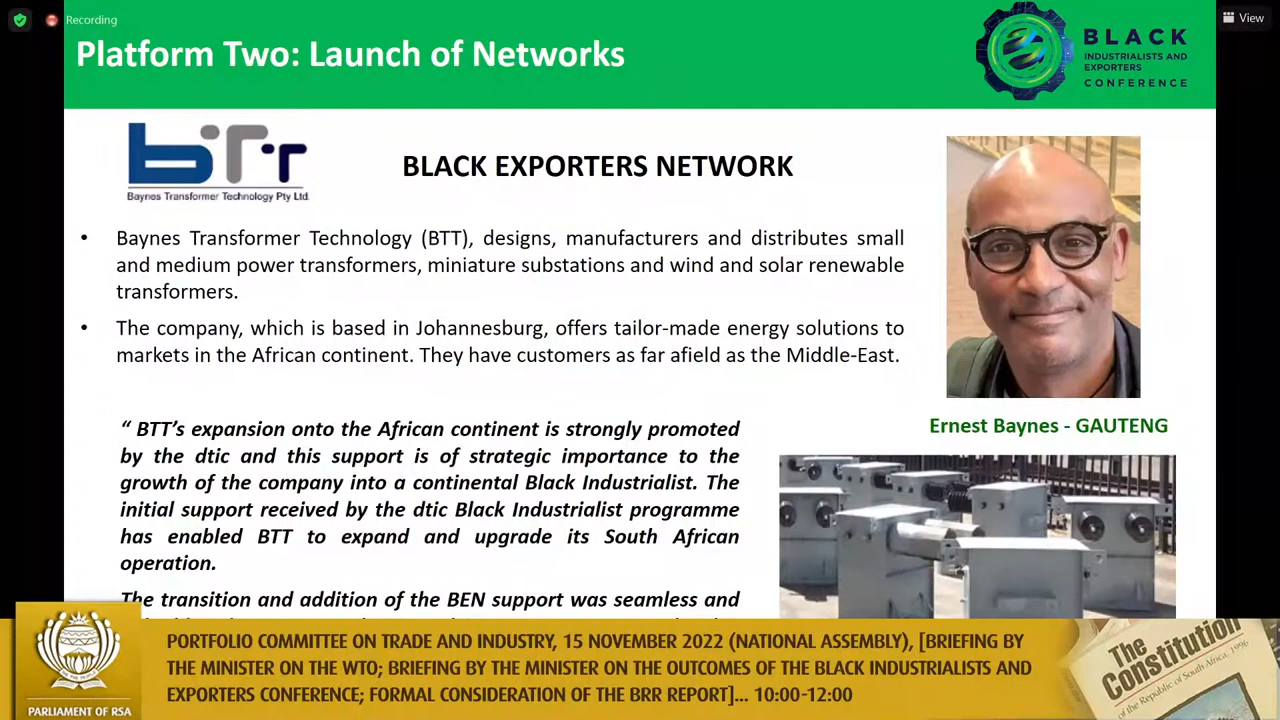 Recording
View
Platform Two: Launch of Networks
BLACK
INDUSTRIALISTS AND
EXPORTERS
CONFERENCE
bTT
Baynes Transformer Technology Pty Ltd.
BLACK EXPORTERS NETWORK
• Baynes Transformer Technology (BTT), designs, manufacturers and distributes small
and medium power transformers, miniature substations and wind and solar renewable
transformers.
• The company, which is based in Johannesburg, offers tailor-made energy solutions to
markets in the African continent. They have customers as far afield as the Middle-East.
Ernest Baynes - GAUTENG
“ BTT’s expansion onto the African continent is strongly promoted
by the dtic and this support is of strategic importance to the
growth of the company into a continental Black Industrialist. The
initial support received by the dtic Black Industrialist programme
has enabled BTT to expand and upgrade its South African
operation.
The transition and addition of the BEN support was seamless and
PORTFOLIO COMMITTEE ON TRADE AND INDUSTRY, 15 NOVEMBER 2022 (NATIONAL ASSEMBLY), [BRIEFING BY
THE MINISTER ON THE WTO; BRIEFING BY THE MINISTER ON THE OUTCOMES OF THE BLACK INDUSTRIALISTS AND
EXPORTERS CONFERENCE; FORMAL CONSIDERATION OF THE BRR REPORT]... 10:00-12:00
PARLIAMENT OF RSA
The
Constitution
of the Republic of South Africa, 1996